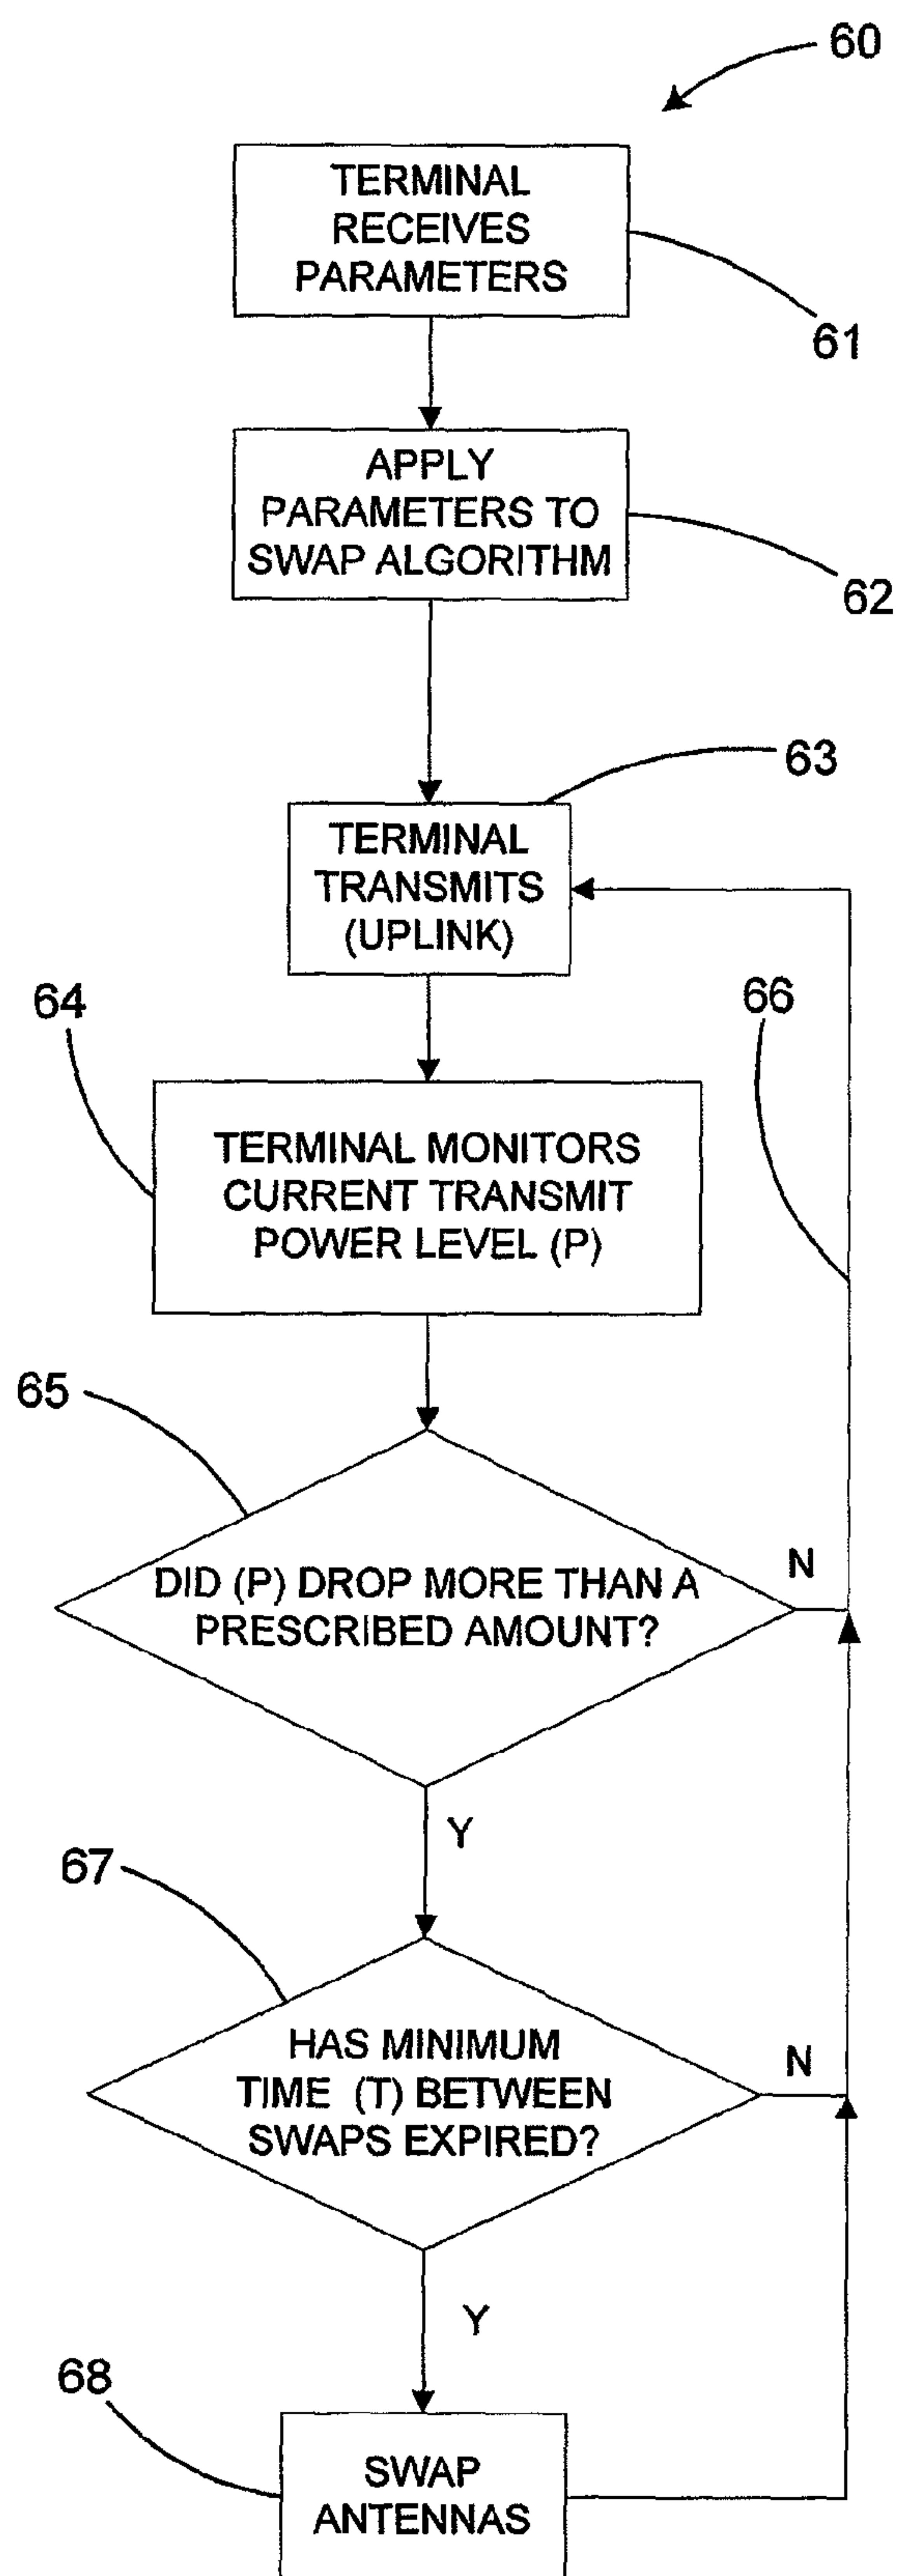 60
TERMINAL
RECEIVES
PARAMETERS
61
APPLY
PARAMETERS TO
SWAP ALGORITHM
62
63
TERMINAL
TRANSMITS
(UPLINK)
64
66
TERMINAL MONITORS
CURRENT TRANSMIT
POWER LEVEL (P)
65
N
DID (P) DROP MORE THAN A
PRESCRIBED AMOUNT?
Y
67
HAS MINIMUM
N
TIME (T) BETWEEN
SWAPS EXPIRED?
Y
68
SWAP
ANTENNAS